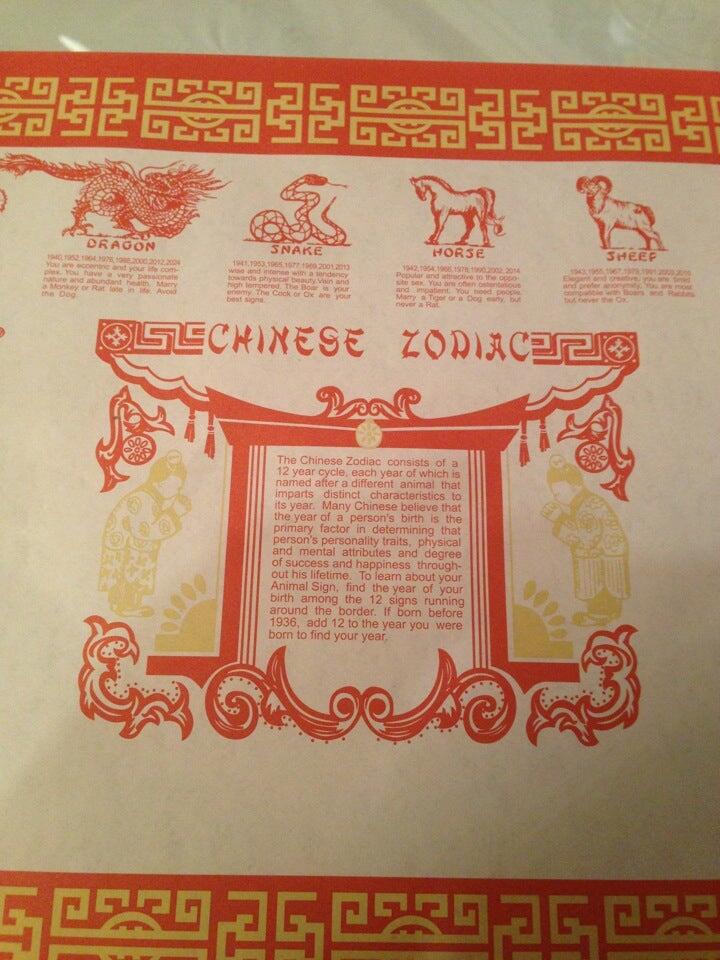 DRAGON
1940,1952,1964,1976,1988,2000,2012,2024
You are eccentric and your life com-
plex. You have a very passionate
nature and abundant health. Marry
a Monkey or Rat late in life. Avoid
the Dog.
SNAKE
1941,1953,1965,1977,1989,2001,2013
wise and intense with a tendency
towards physical beauty. Vain and
high tempered. The Boar is your
enemy. The Cock or Ox are your
best signs.
HORSE
1942,1954,1966,1978,1990,2002, 2014
Popular and attractive to the oppo-
site sex. You are often ostentatious
and impatient. You need people.
Marry a Tiger or a Dog early, but
never a Rat.
SHEEP
1943,1955,1967,1979,1991,2003,2015
Elegant and creative, you are timid
and prefer anonymity. You are most
compatible with Boars and Rabbits
but never the Ox.
CHINESE ZODIAC
The Chinese Zodiac consists of a
12 year cycle, each year of which is
named after a different animal that
imparts distinct characteristics to
its year. Many Chinese believe that
the year of a person's birth is the
primary factor in determining that
person's personality traits, physical
and mental attributes and degree
of success and happiness through-
out his lifetime. To learn about your
Animal Sign, find the year of your
birth among the 12 signs running
around the border. If born before
1936, add 12 to the year you were
born to find your year.